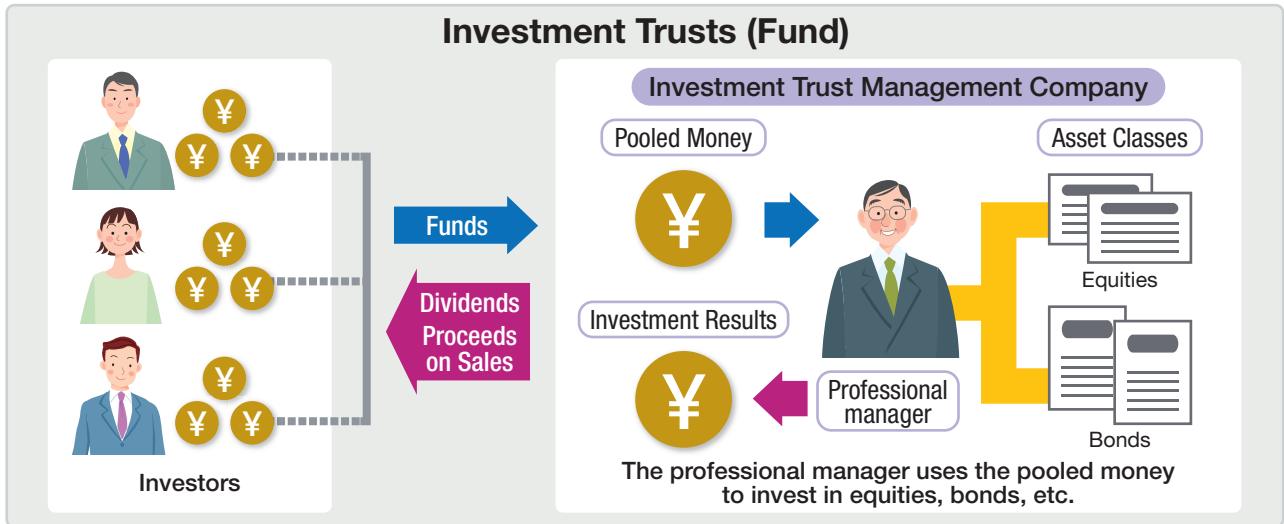 Investment Trusts (Fund)
¥
¥ ¥
¥
¥ ¥
¥
¥ ¥
Investors
Funds
Dividends
Proceeds
on Sales
Investment Trust Management Company
Pooled Money
¥
Investment Results
¥
Professional
manager
Asset Classes
Equities
Bonds
The professional manager uses the pooled money
to invest in equities, bonds, etc.